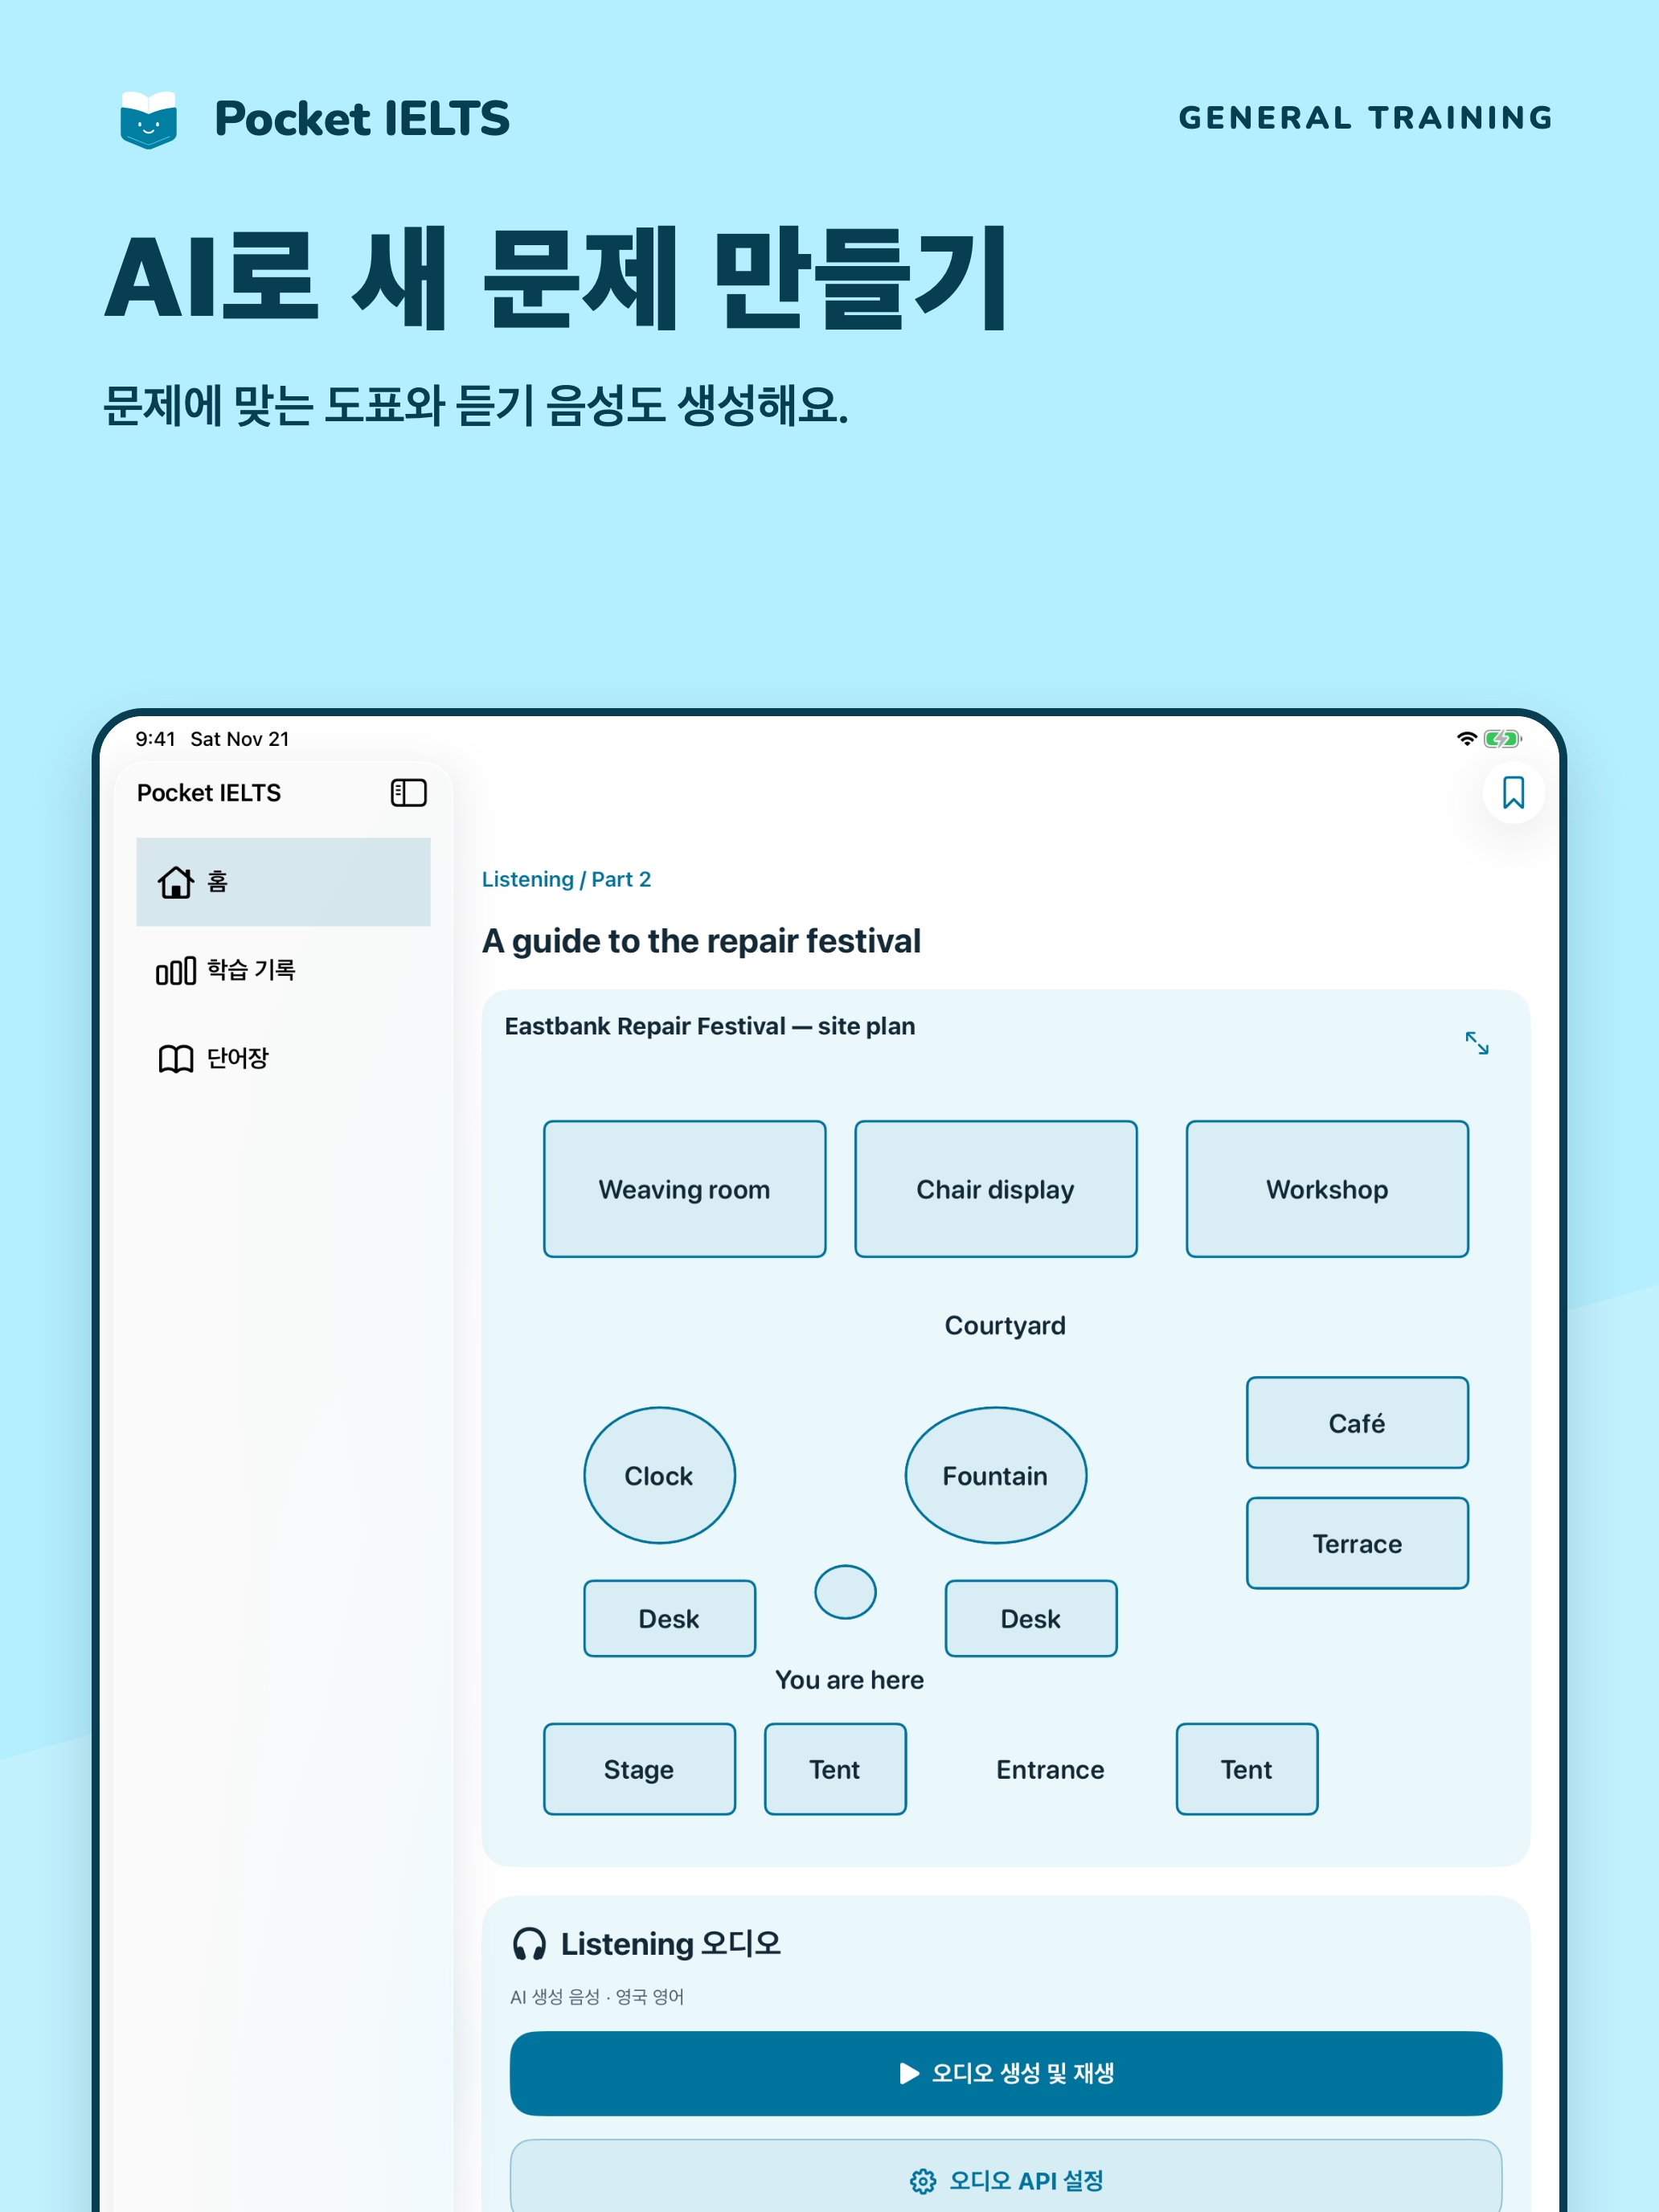 Pocket IELTS
GENERAL TRAINING
AI로 새 문제 만들기
문제에 맞는 도표와 듣기 음성도 생성해요.
9:41 Sat Nov 21
Pocket IELTS
홈
학습 기록
단어장
Listening / Part 2
A guide to the repair festival
Eastbank Repair Festival — site plan
Weaving room
Chair display
Workshop
Courtyard
Café
Clock
Fountain
Terrace
Desk
Desk
You are here
Stage
Tent
Entrance
Tent
Listening 오디오
AI 생성 음성 · 영국 영어
오디오 생성 및 재생
오디오 API 설정